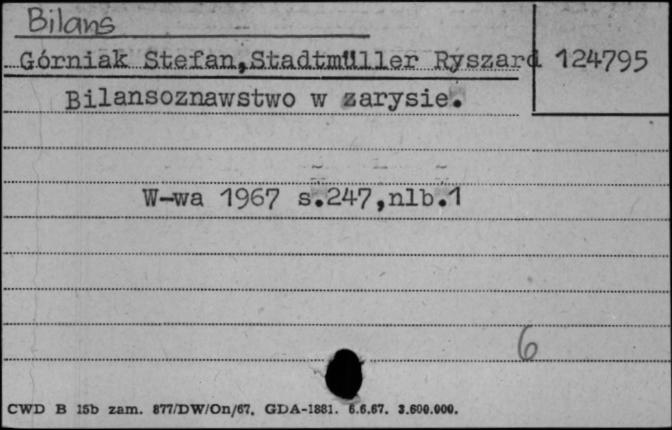 Bilans
Górniak Stefan,Stadtmüller Ryszard 124795
Bilansoznawstwo w zarysie.
W-wa 1967 s.247,nlb.1
6
CWD B 15b zam. 877/DW/On/67. GDA-1881. 6.6.67. 3.600.000.